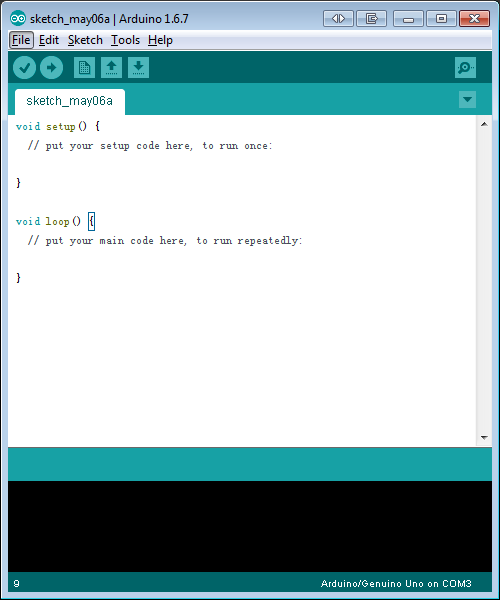 sketch_may06a | Arduino 1.6.7
File Edit Sketch Tools Help
sketch_may06a
void setup() {
// put your setup code here, to run once:
}
void loop() {
// put your main code here, to run repeatedly:
}
9 Arduino/Genuino Uno on COM3